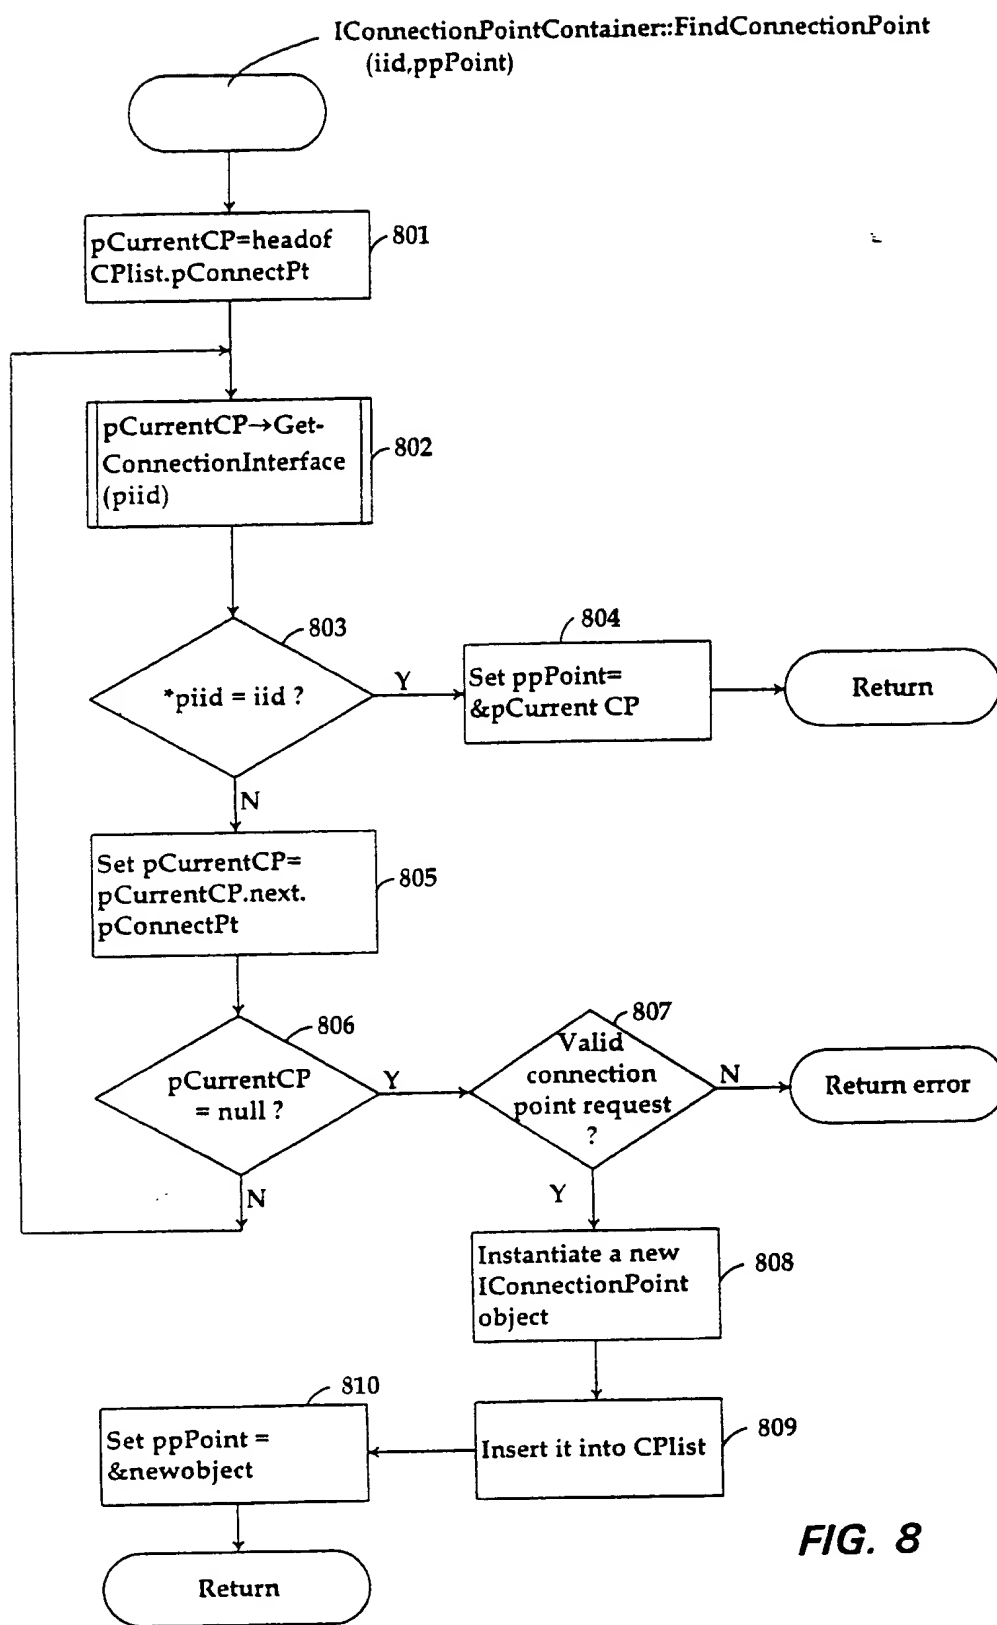 IConnectionPointContainer::FindConnectionPoint
(iid,ppPoint)
pCurrentCP=headof
CPlist.pConnectPt
801
pCurrentCP→Get-
ConnectionInterface
(piid)
802
*piid = iid ?
803
Y
804
Set ppPoint=
&pCurrent CP
Return
N
Set pCurrentCP=
pCurrentCP.next.
pConnectPt
805
pCurrentCP
= null ?
806
Y
N
807
Valid
connection
point request
?
N
Return error
Y
Instantiate a new
IConnectionPoint
object
808
Insert it into CPlist
809
810
Set ppPoint =
&newobject
Return
FIG. 8